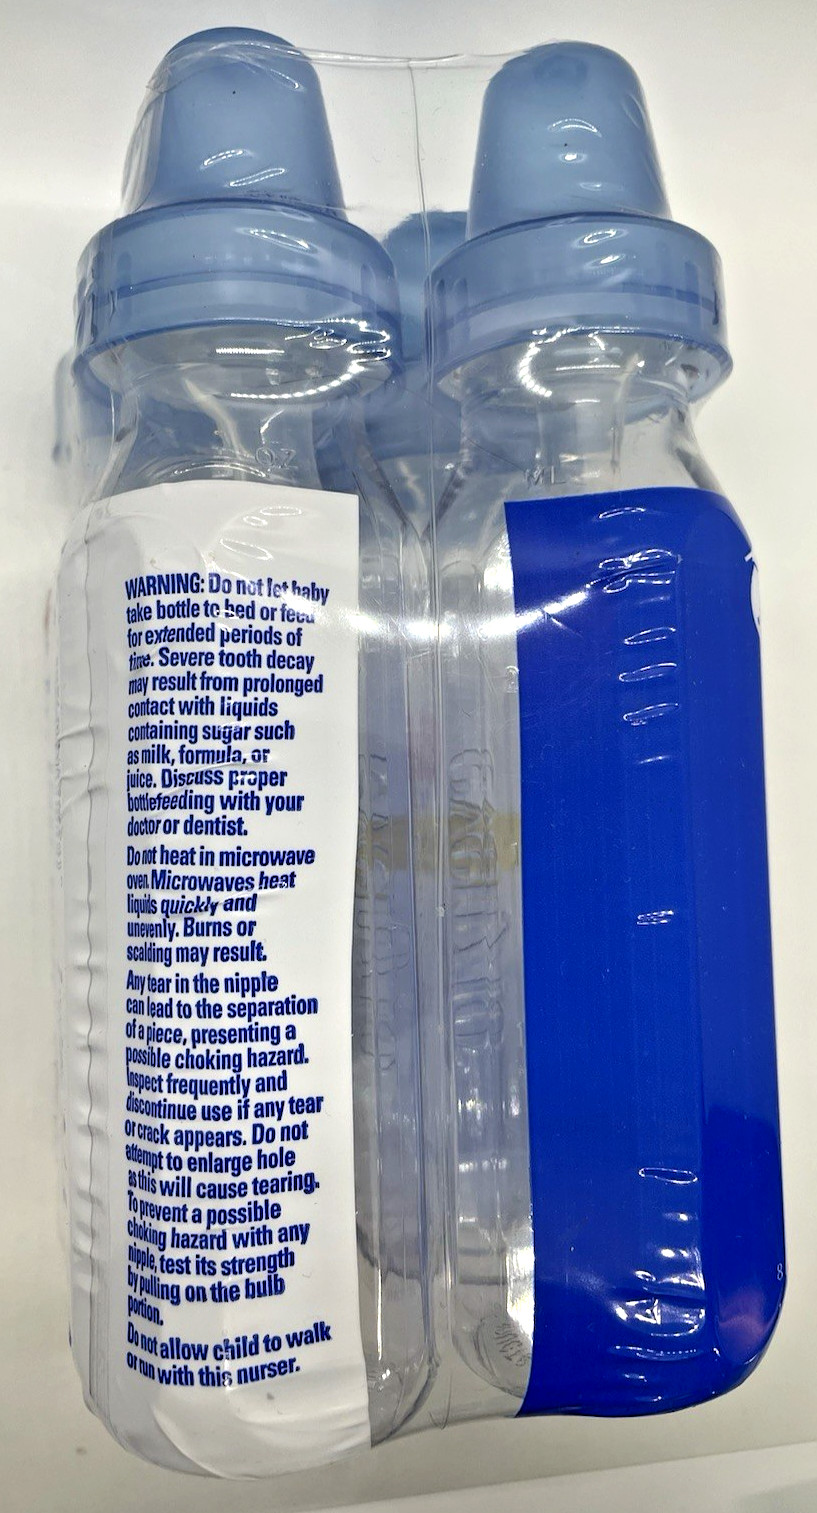 OZ
ML
WARNING: Do not let baby
take bottle to bed or feed
for extended periods of
time. Severe tooth decay
may result from prolonged
contact with liquids
containing sugar such
as milk, formula, or
juice. Discuss proper
bottlefeeding with your
doctor or dentist.
Do not heat in microwave
oven. Microwaves heat
liquids quickly and
unevenly. Burns or
scalding may result.
Any tear in the nipple
can lead to the separation
of a piece, presenting a
possible choking hazard.
Inspect frequently and
discontinue use if any tear
or crack appears. Do not
attempt to enlarge hole
as this will cause tearing.
To prevent a possible
choking hazard with any
nipple, test its strength
by pulling on the bulb
portion.
Do not allow child to walk
or run with this nurser.
8